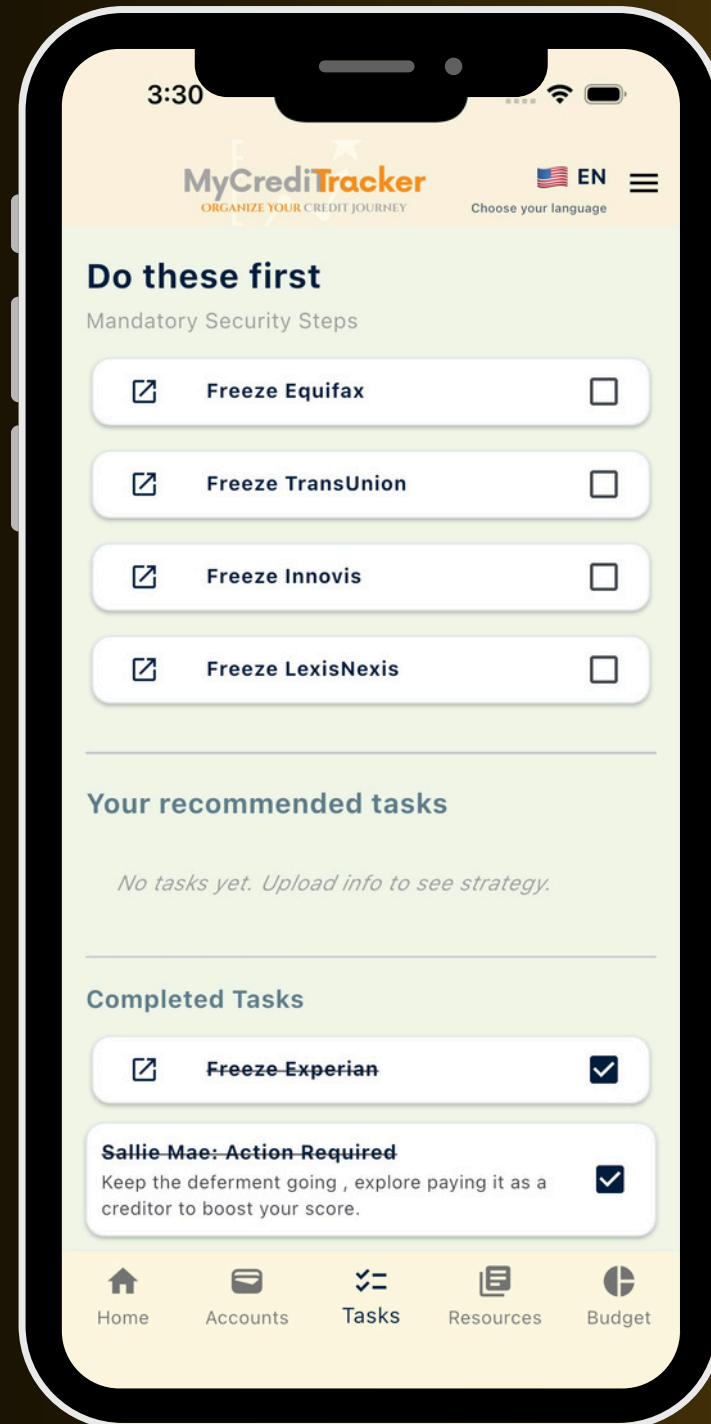 3:30
MyCrediTracker
ORGANIZE YOUR CREDIT JOURNEY
EN
Choose your language
Do these first
Mandatory Security Steps
Freeze Equifax
Freeze TransUnion
Freeze Innovis
Freeze LexisNexis
Your recommended tasks
No tasks yet. Upload info to see strategy.
Completed Tasks
Freeze Experian
Sallie Mae: Action Required
Keep the deferment going , explore paying it as a
creditor to boost your score.
Home Accounts Tasks Resources Budget